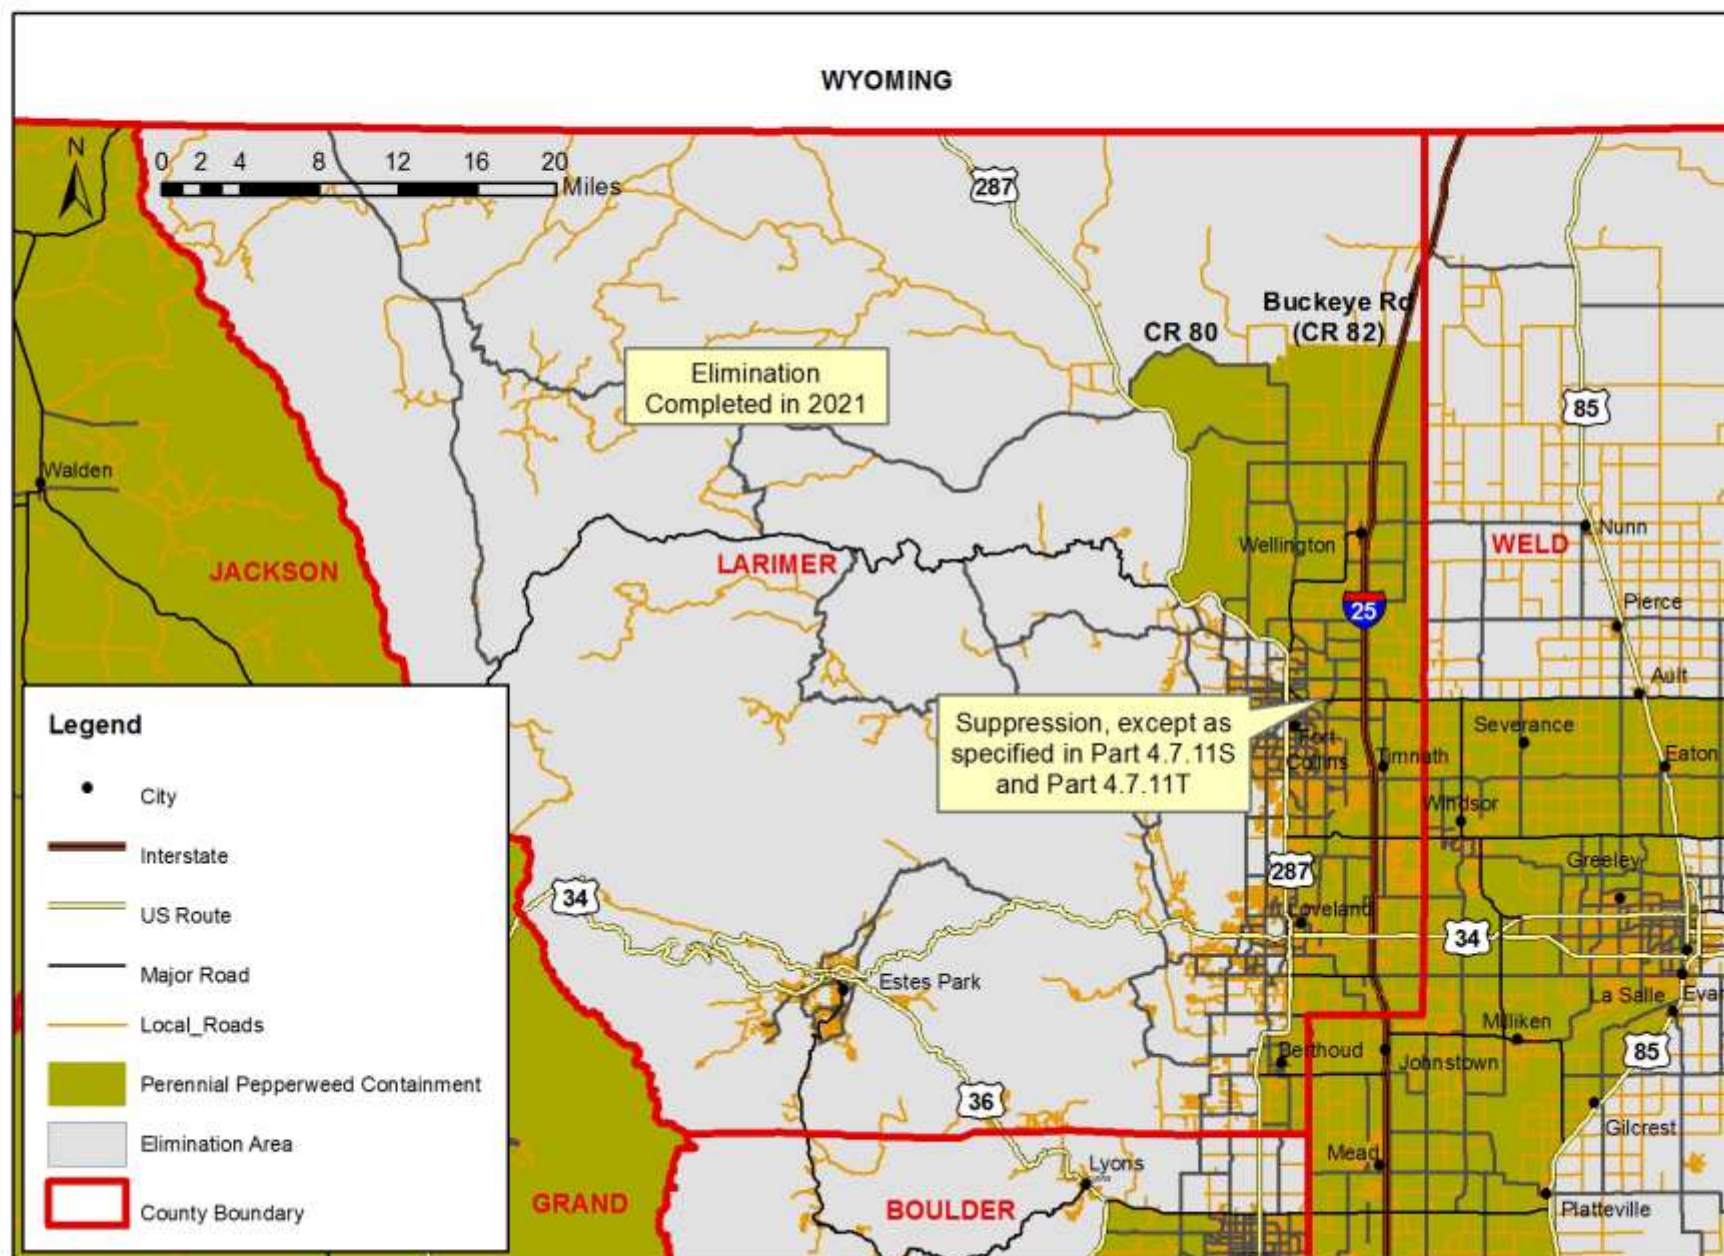 WYOMING
N
0 2 4 8 12 16 20
Miles
287
Buckeye Rd
(CR 82)
CR 80
Elimination
Completed in 2021
85
Walden
Nunn
Wellington
WELD
LARIMER
JACKSON
Pierce
25
Ault
Legend
Suppression, except as
specified in Part 4.7.11S
and Part 4.7.11T
Severance
Fort
Collins
Timnath
Eaton
City
Windsor
Interstate
Greeley
287
34
US Route
Loveland
34
Major Road
Estes Park
La Salle
Evan
Local_Roads
Milliken
Berthoud
Johnstown
85
Perennial Pepperweed Containment
36
Gilcrest
Elimination Area
Mead
Lyons
GRAND
BOULDER
Platteville
County Boundary